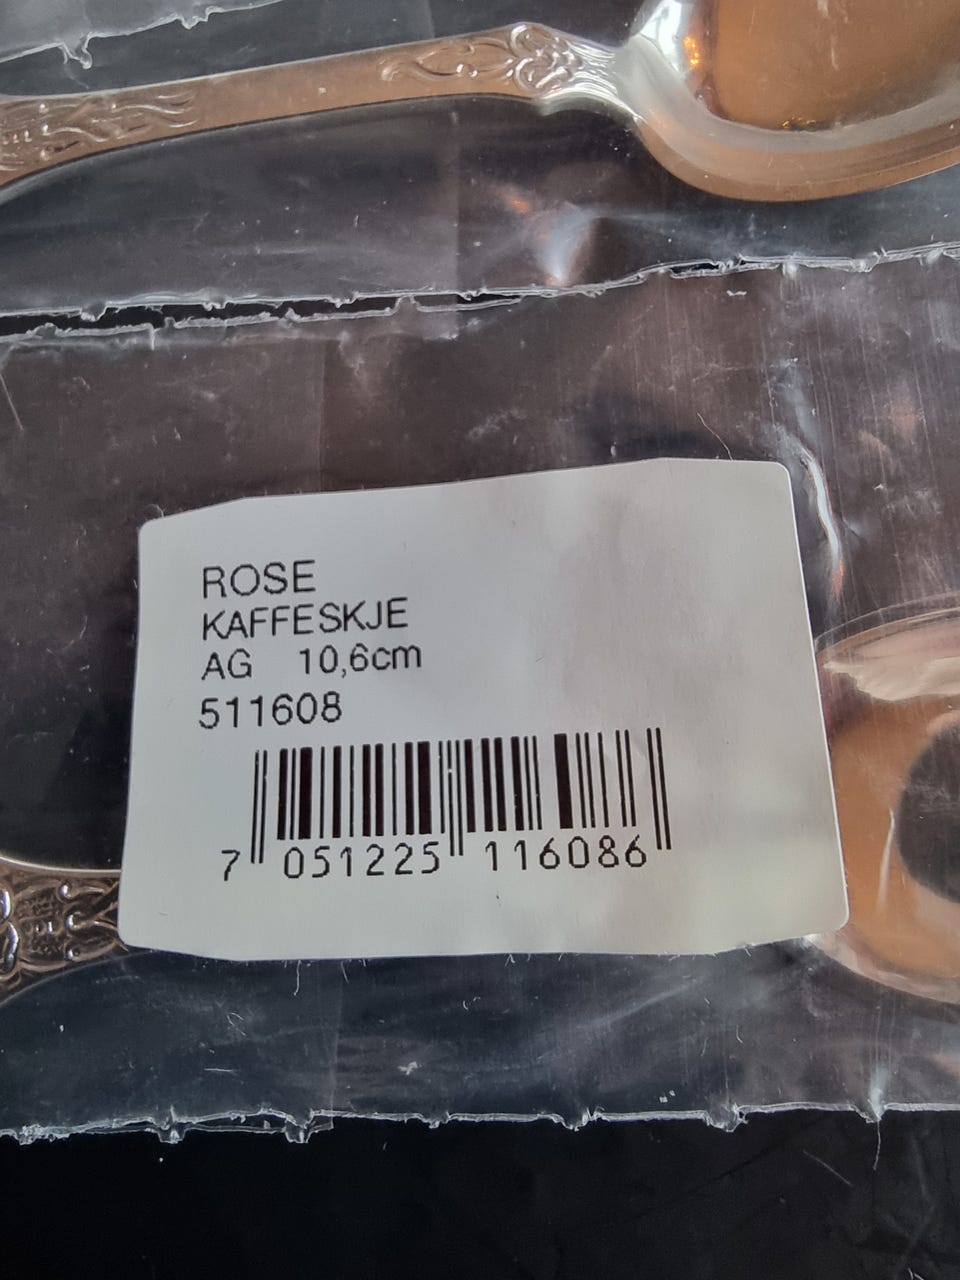 ROSE
KAFFESKJE
AG 10,6cm
511608
7 051225 116086